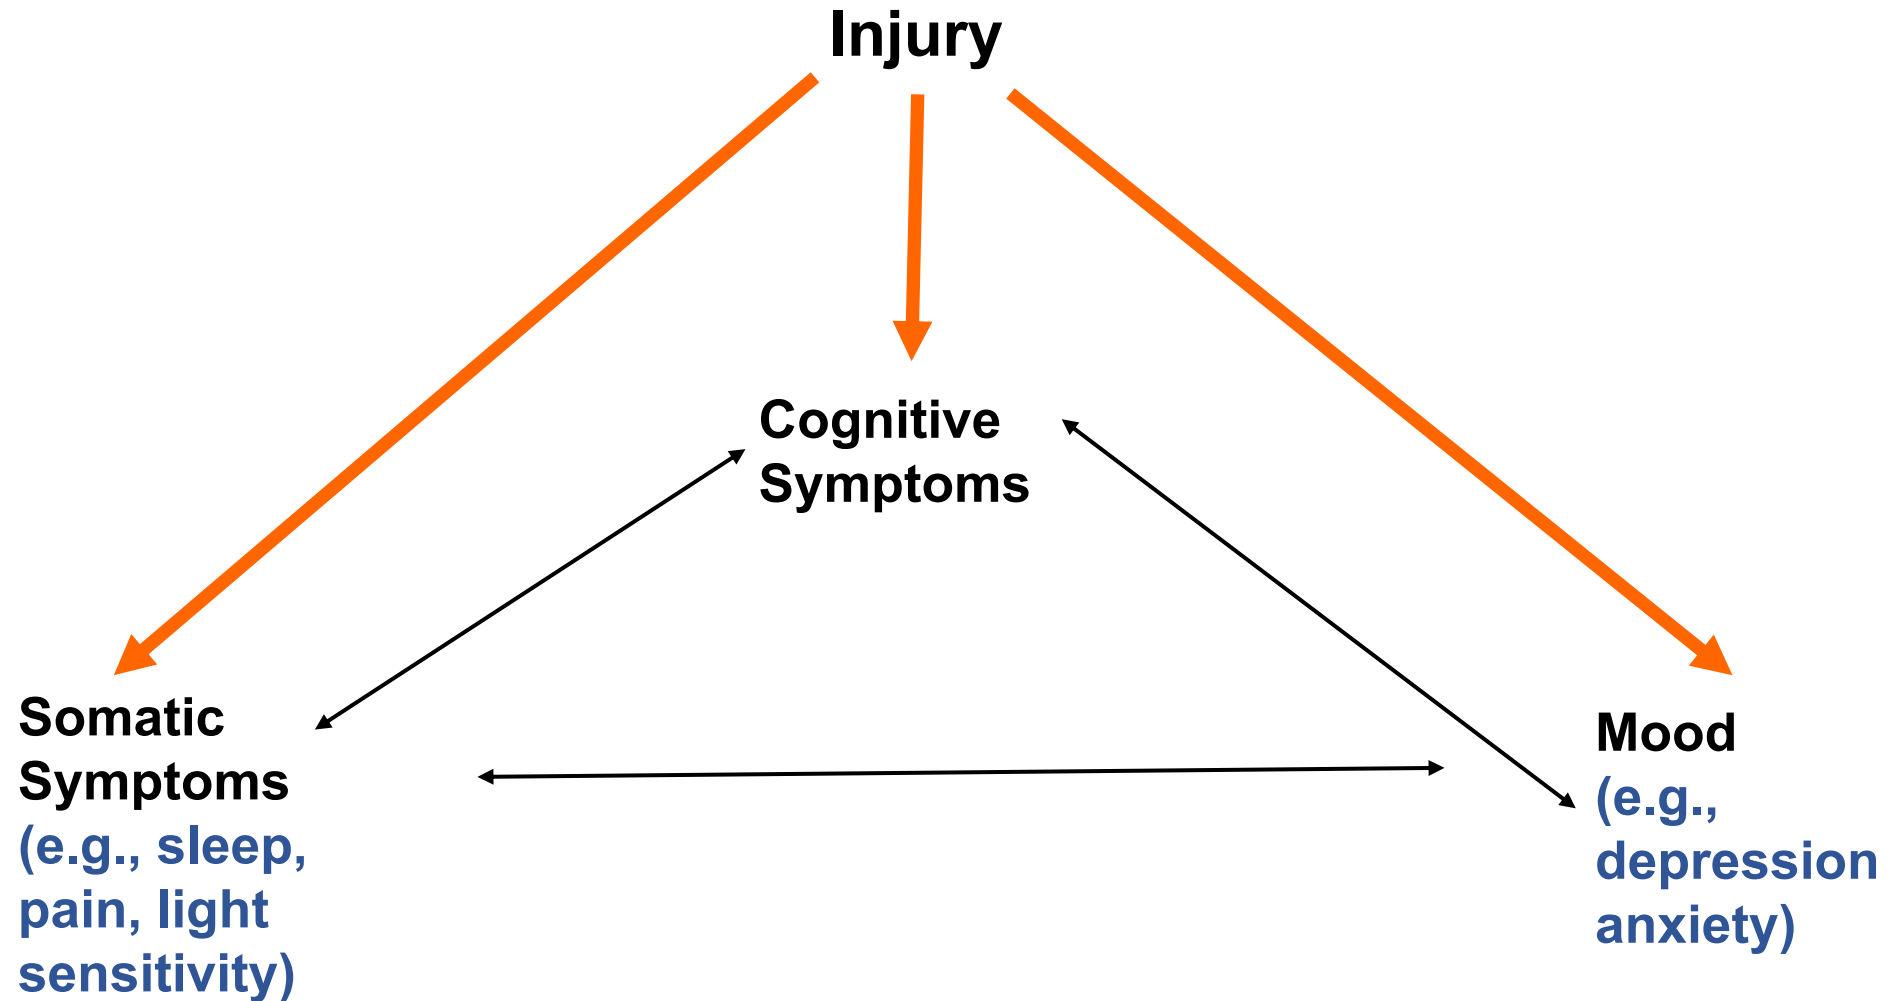 Injury
Cognitive
Symptoms
Somatic
Symptoms
(e.g., sleep,
pain, light
sensitivity)
Mood
(e.g.,
depression
anxiety)